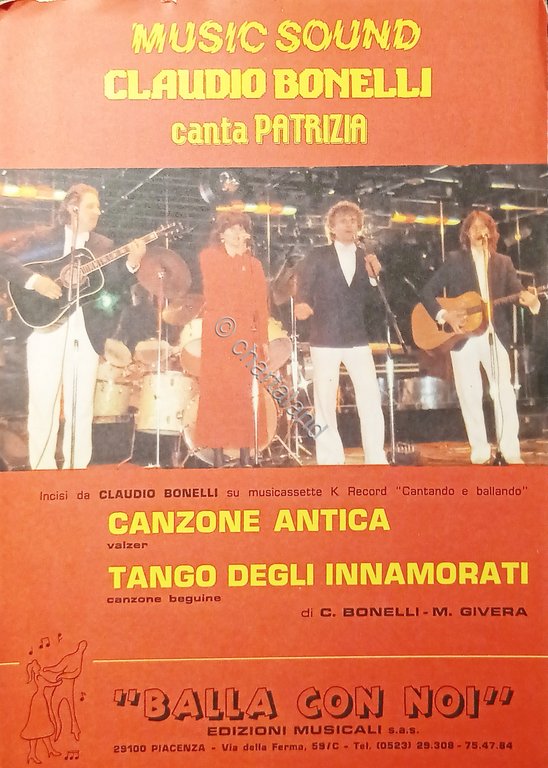 MUSIC SOUND
CLAUDIO BONELLI
canta PATRIZIA
© chartaland
Incisi da CLAUDIO BONELLI su musicassette K Record "Cantando e ballando"
CANZONE ANTICA
valzer
TANGO DEGLI INNAMORATI
canzone beguine
di C. BONELLI - M. GIVERA
"BALLA CON NOI"
EDIZIONI MUSICALI s.a.s.
29100 PIACENZA - Via della Ferma, 59/C - Tel. (0523) 29.308 - 75.47.84